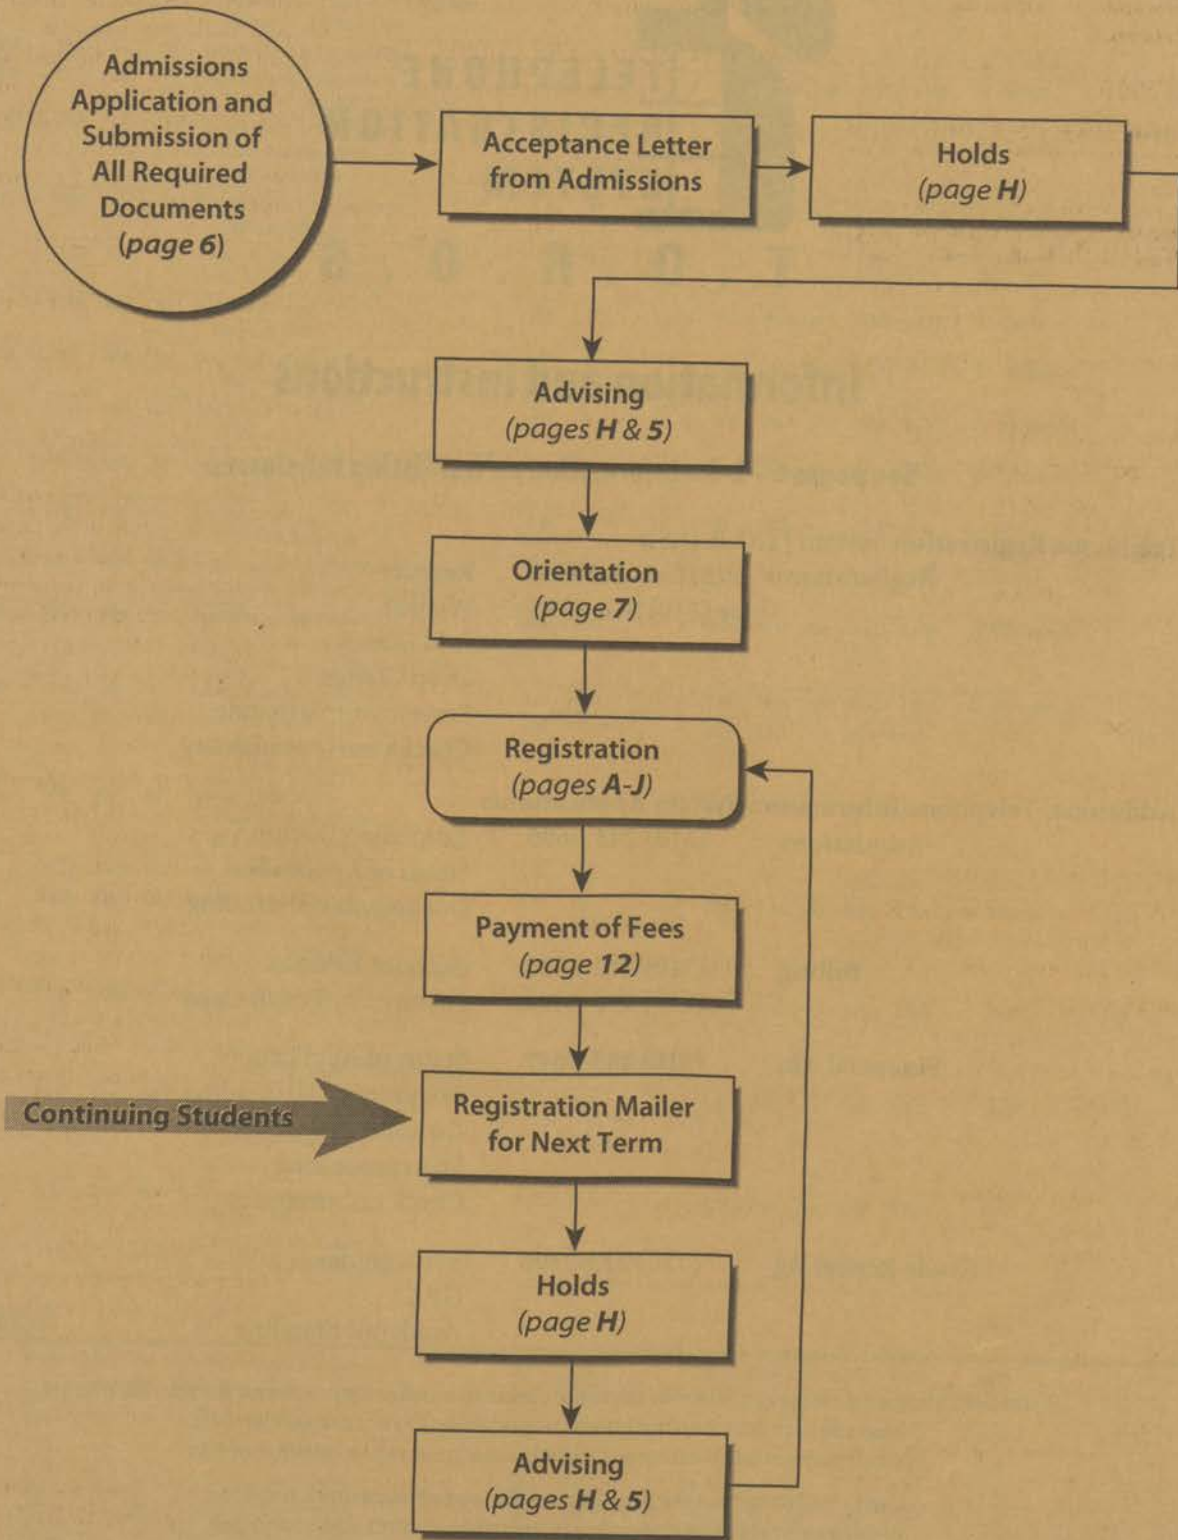 Admissions
Application and
Submission of
All Required
Documents
(page 6)
Acceptance Letter
from Admissions
Holds
(page H)
Advising
(pages H & 5)
Orientation
(page 7)
Registration
(pages A-J)
Payment of Fees
(page 12)
Continuing Students
Registration Mailer
for Next Term
Holds
(page H)
Advising
(pages H & 5)